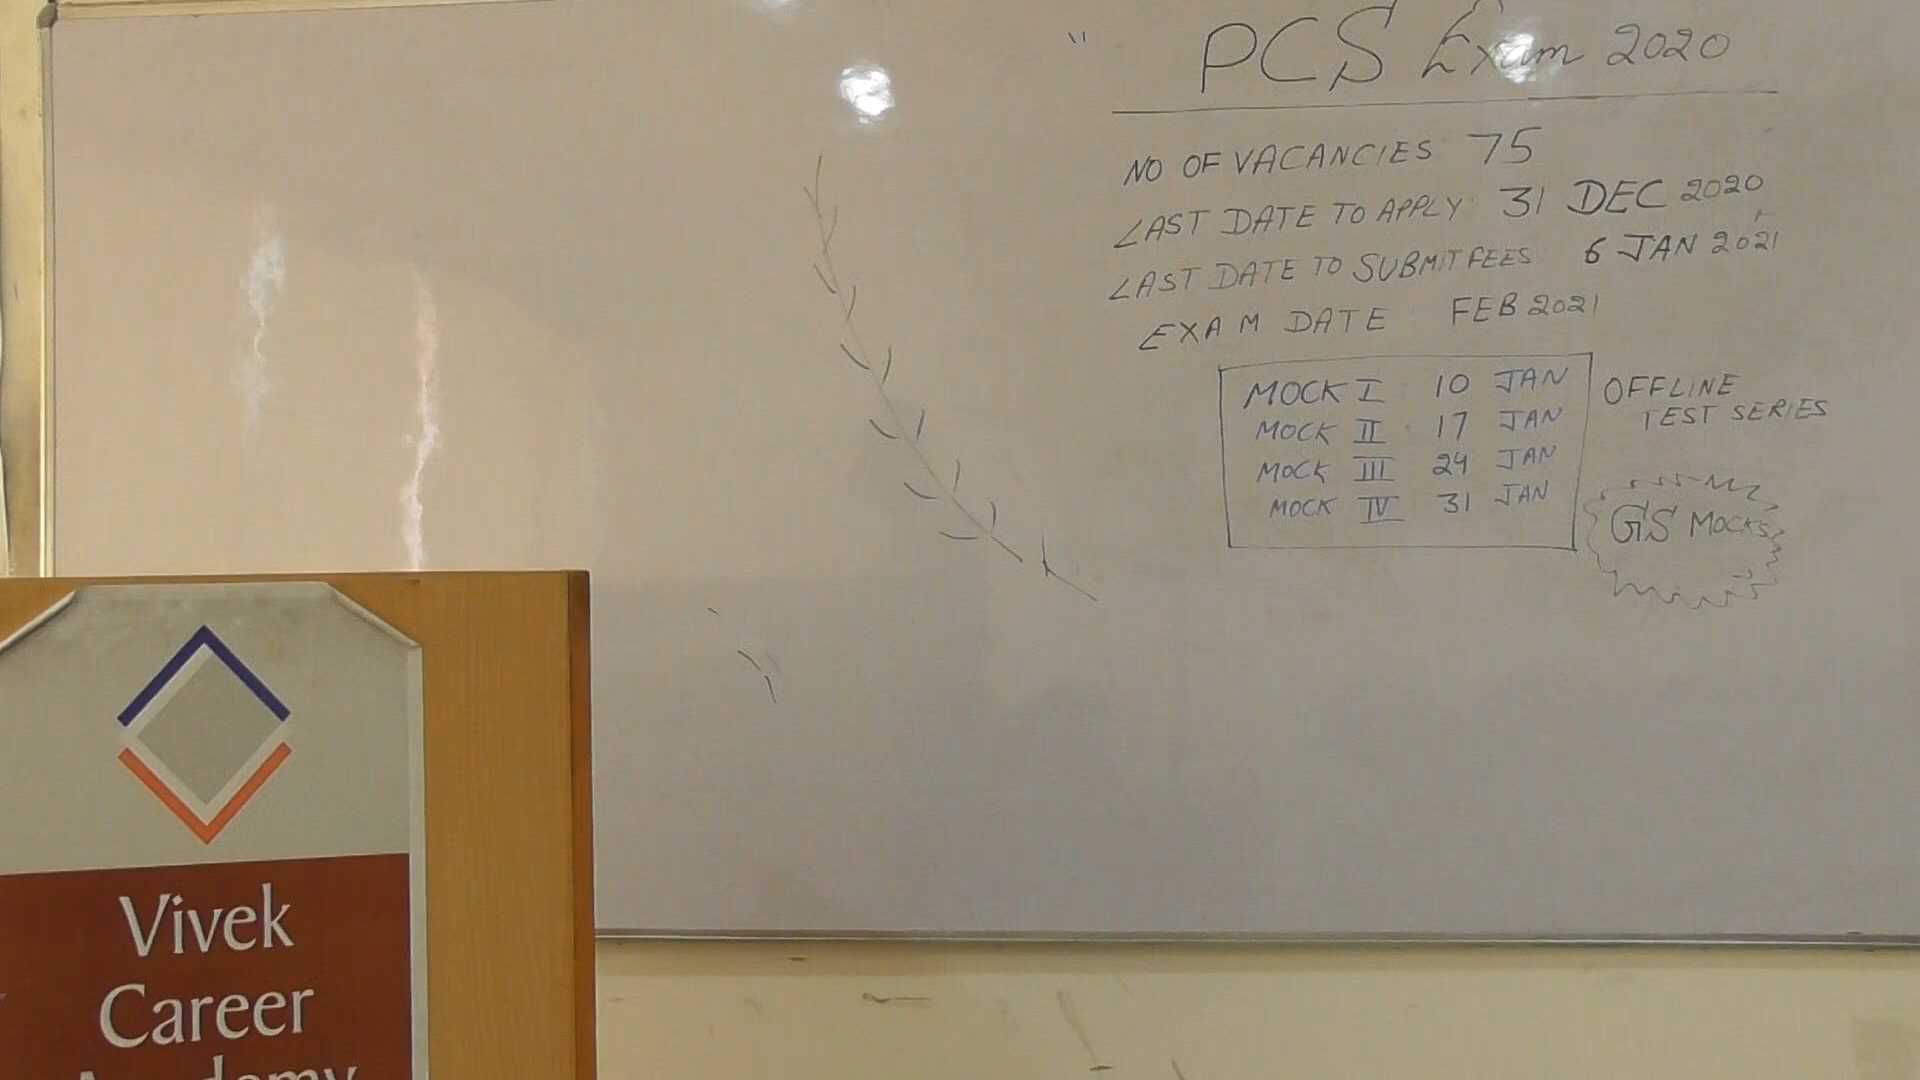 PCS Exam 2020
NO OF VACANCIES 75
LAST DATE TO APPLY 31 DEC 2020
LAST DATE TO SUBMIT FEES 6 JAN 2021
EXAM DATE FEB 2021
MOCK I 10 JAN
MOCK II 17 JAN
MOCK III 24 JAN
MOCK IV 31 JAN
OFFLINE
TEST SERIES
GS MOCKS
Vivek
Career
Academy